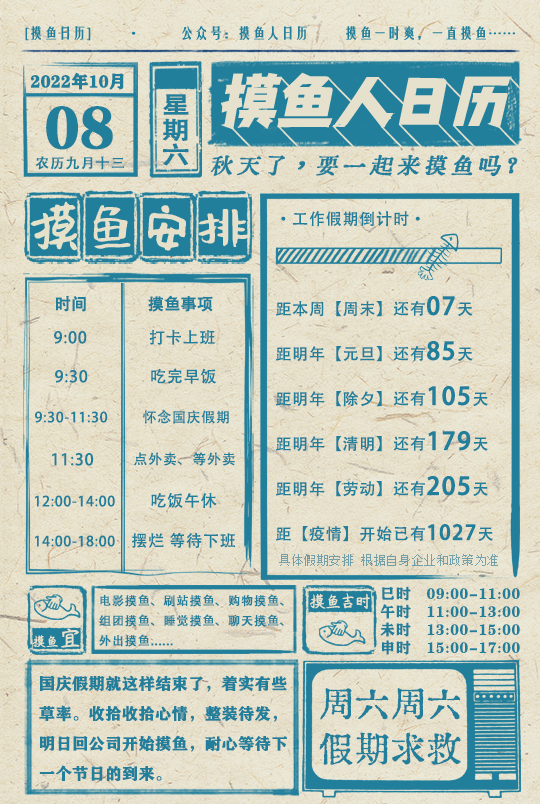 [摸鱼日历] · 公众号：摸鱼人日历 摸鱼一时爽，一直摸鱼……
2022年10月
08
农历九月十三
星期六
摸鱼人日历
秋天了，要一起来摸鱼吗？
摸鱼安排
时间 摸鱼事项
9:00 打卡上班
9:30 吃完早饭
9:30-11:30 怀念国庆假期
11:30 点外卖、等外卖
12:00-14:00 吃饭午休
14:00-18:00 摆烂 等待下班
·工作假期倒计时·
距本周【周末】还有07天
距明年【元旦】还有85天
距明年【除夕】还有105天
距明年【清明】还有179天
距明年【劳动】还有205天
距【疫情】开始已有1027天
具体假期安排 根据自身企业和政策为准
摸鱼宜
电影摸鱼、刷站摸鱼、购物摸鱼、
组团摸鱼、睡觉摸鱼、聊天摸鱼、
外出摸鱼……
摸鱼吉时
巳时 09:00-11:00
午时 11:00-13:00
未时 13:00-15:00
申时 15:00-17:00
国庆假期就这样结束了，着实有些
草率。收拾收拾心情，整装待发，
明日回公司开始摸鱼，耐心等待下
一个节日的到来。
周六周六
假期求救